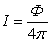 I = Φ / 4π